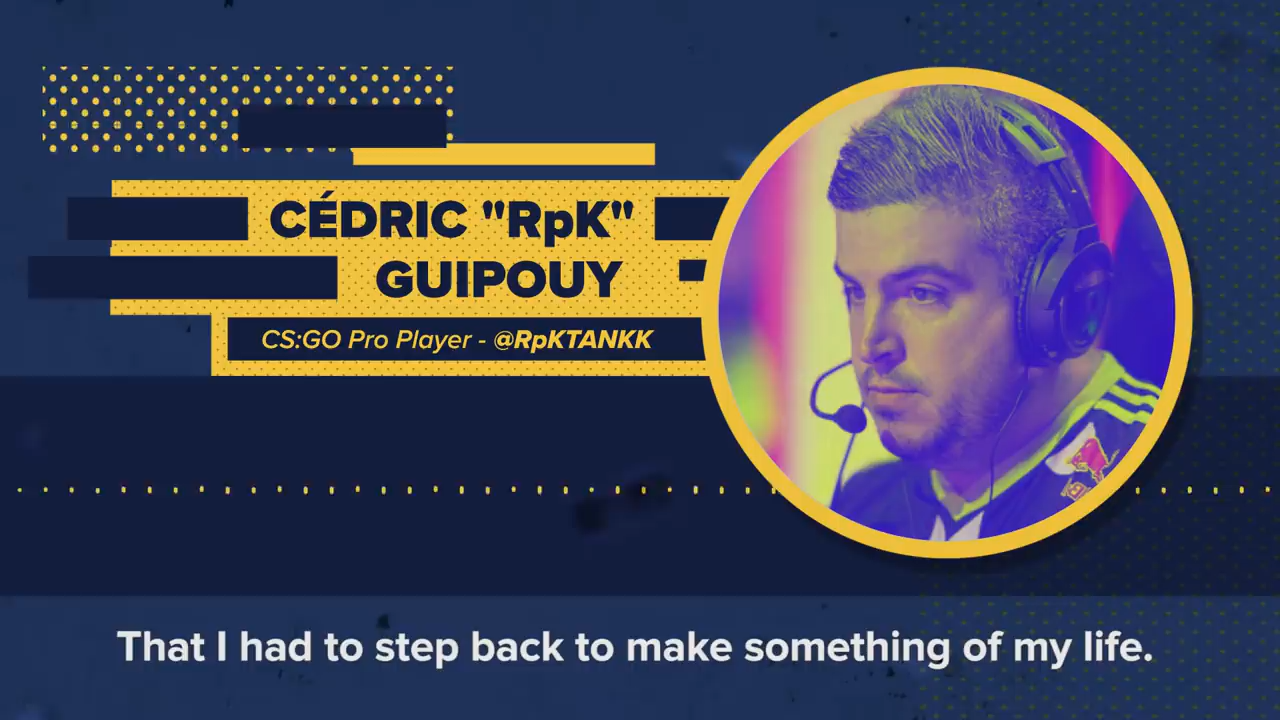 CÉDRIC "RpK"
GUIPOUY
CS:GO Pro Player - @RpKTANKK
That I had to step back to make something of my life.